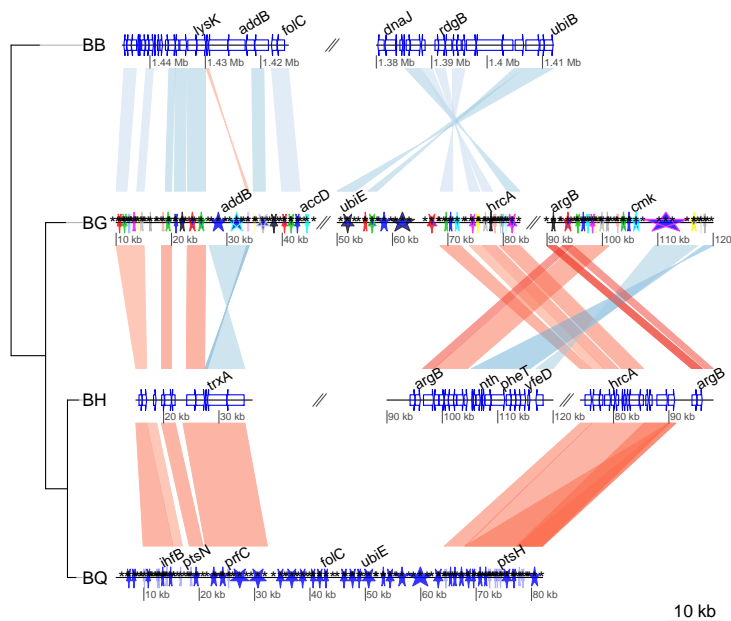 lysK addB folC dnaJ rdgB ubiB
BB //
1.44 Mb 1.43 Mb 1.42 Mb 1.38 Mb 1.39 Mb 1.4 Mb 1.41 Mb
addB accD ubiE hrcA argB cmk
BG // //
10 kb 20 kb 30 kb 40 kb 50 kb 60 kb 70 kb 80 kb 90 kb 100 kb 110 kb 120
trxA argB nth pheT yfeD hrcA argB
BH // //
20 kb 30 kb 90 kb 100 kb 110 kb 120 kb 80 kb 90 kb
ihfB ptsN prfC folC ubiE ptsH
BQ
10 kb 20 kb 30 kb 40 kb 50 kb 60 kb 70 kb 80 kb
10 kb